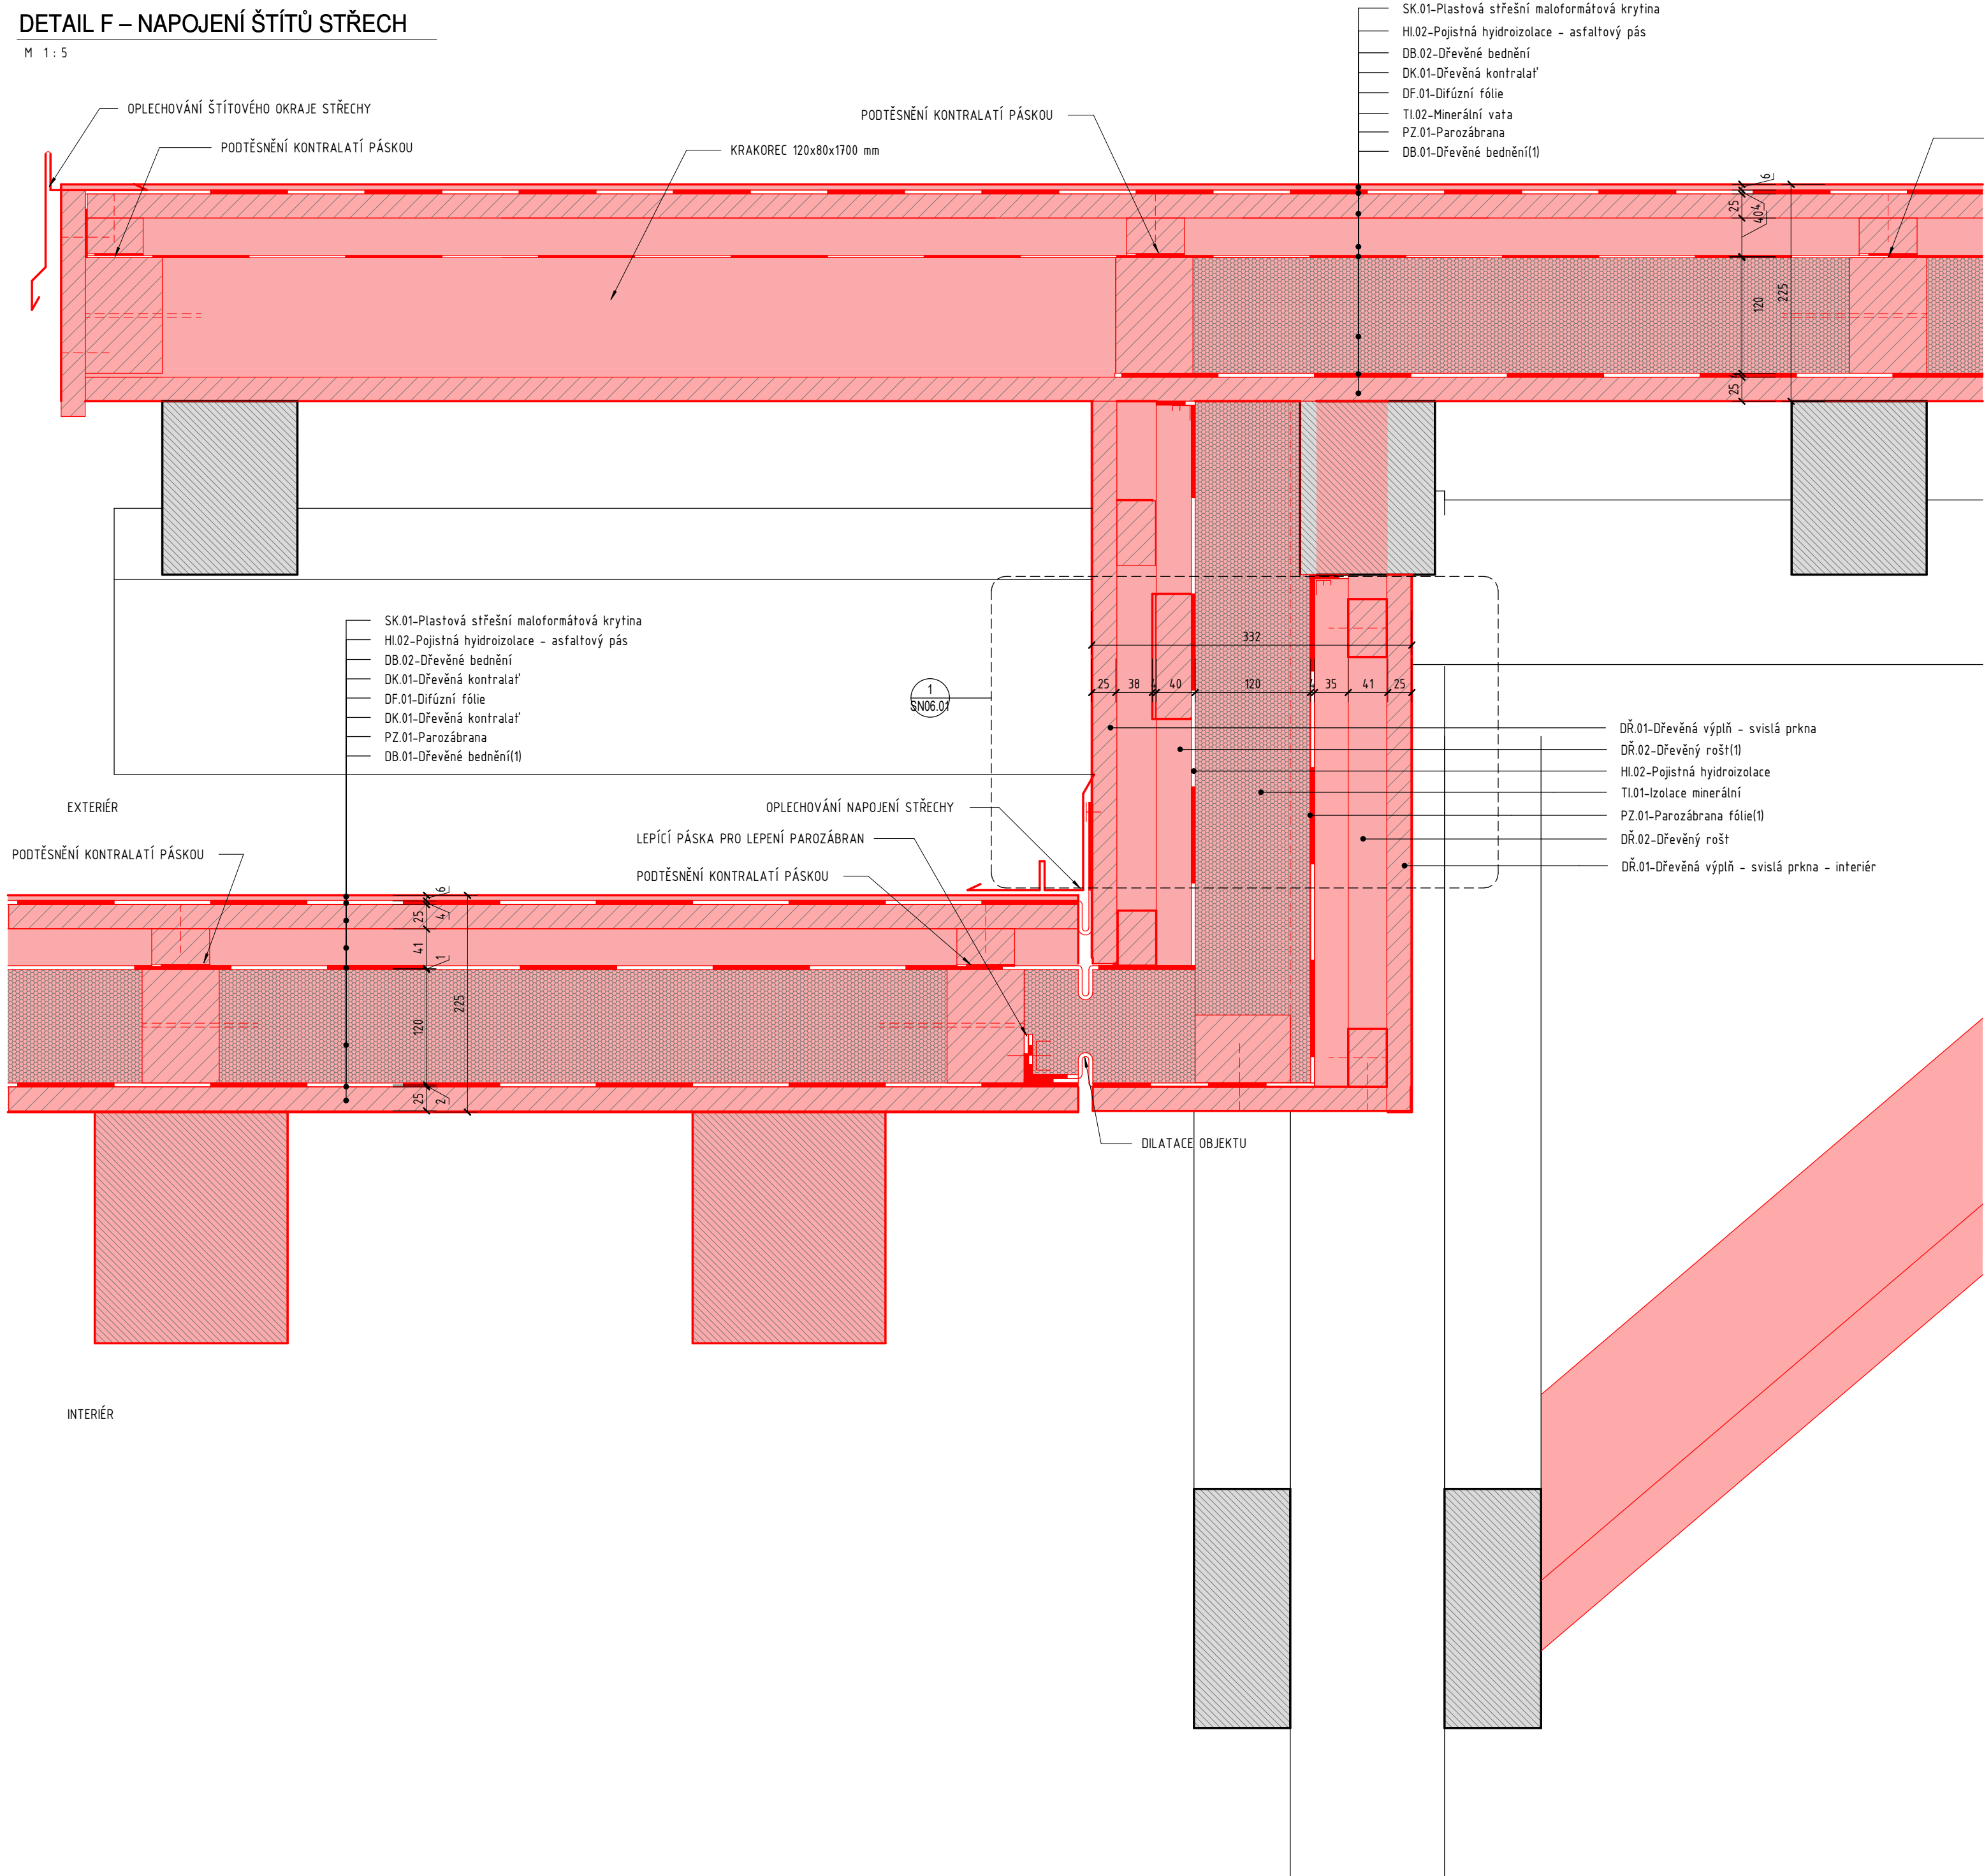 DETAIL F – NAPOJENÍ ŠTÍTŮ STŘECH
M 1:5
SK.01-Plastová střešní maloformátová krytina
HI.02-Pojistná hyidroizolace - asfaltový pás
DB.02-Dřevěné bednění
DK.01-Dřevěná kontralať
DF.01-Difúzní fólie
TI.02-Minerální vata
PZ.01-Parozábrana
DB.01-Dřevěné bednění(1)
OPLECHOVÁNÍ ŠTÍTOVÉHO OKRAJE STŘECHY
PODTĚSNĚNÍ KONTRALATÍ PÁSKOU
KRAKOREC 120x80x1700 mm
PODTĚSNĚNÍ KONTRALATÍ PÁSKOU
6
25
404
120
225
25
SK.01-Plastová střešní maloformátová krytina
HI.02-Pojistná hyidroizolace - asfaltový pás
DB.02-Dřevěné bednění
DK.01-Dřevěná kontralať
DF.01-Difúzní fólie
DK.01-Dřevěná kontralať
PZ.01-Parozábrana
DB.01-Dřevěné bednění(1)
332
25 38 40 120 35 41 25
1
SN06.01
DŘ.01-Dřevěná výplň - svislá prkna
DŘ.02-Dřevěný rošt(1)
HI.02-Pojistná hyidroizolace
TI.01-Izolace minerální
PZ.01-Parozábrana fólie(1)
DŘ.02-Dřevěný rošt
DŘ.01-Dřevěná výplň - svislá prkna - interiér
EXTERIÉR
OPLECHOVÁNÍ NAPOJENÍ STŘECHY
LEPÍCÍ PÁSKA PRO LEPENÍ PAROZÁBRAN
PODTĚSNĚNÍ KONTRALATÍ PÁSKOU
PODTĚSNĚNÍ KONTRALATÍ PÁSKOU
6
25
4
41
1
225
120
25
2
DILATACE OBJEKTU
INTERIÉR